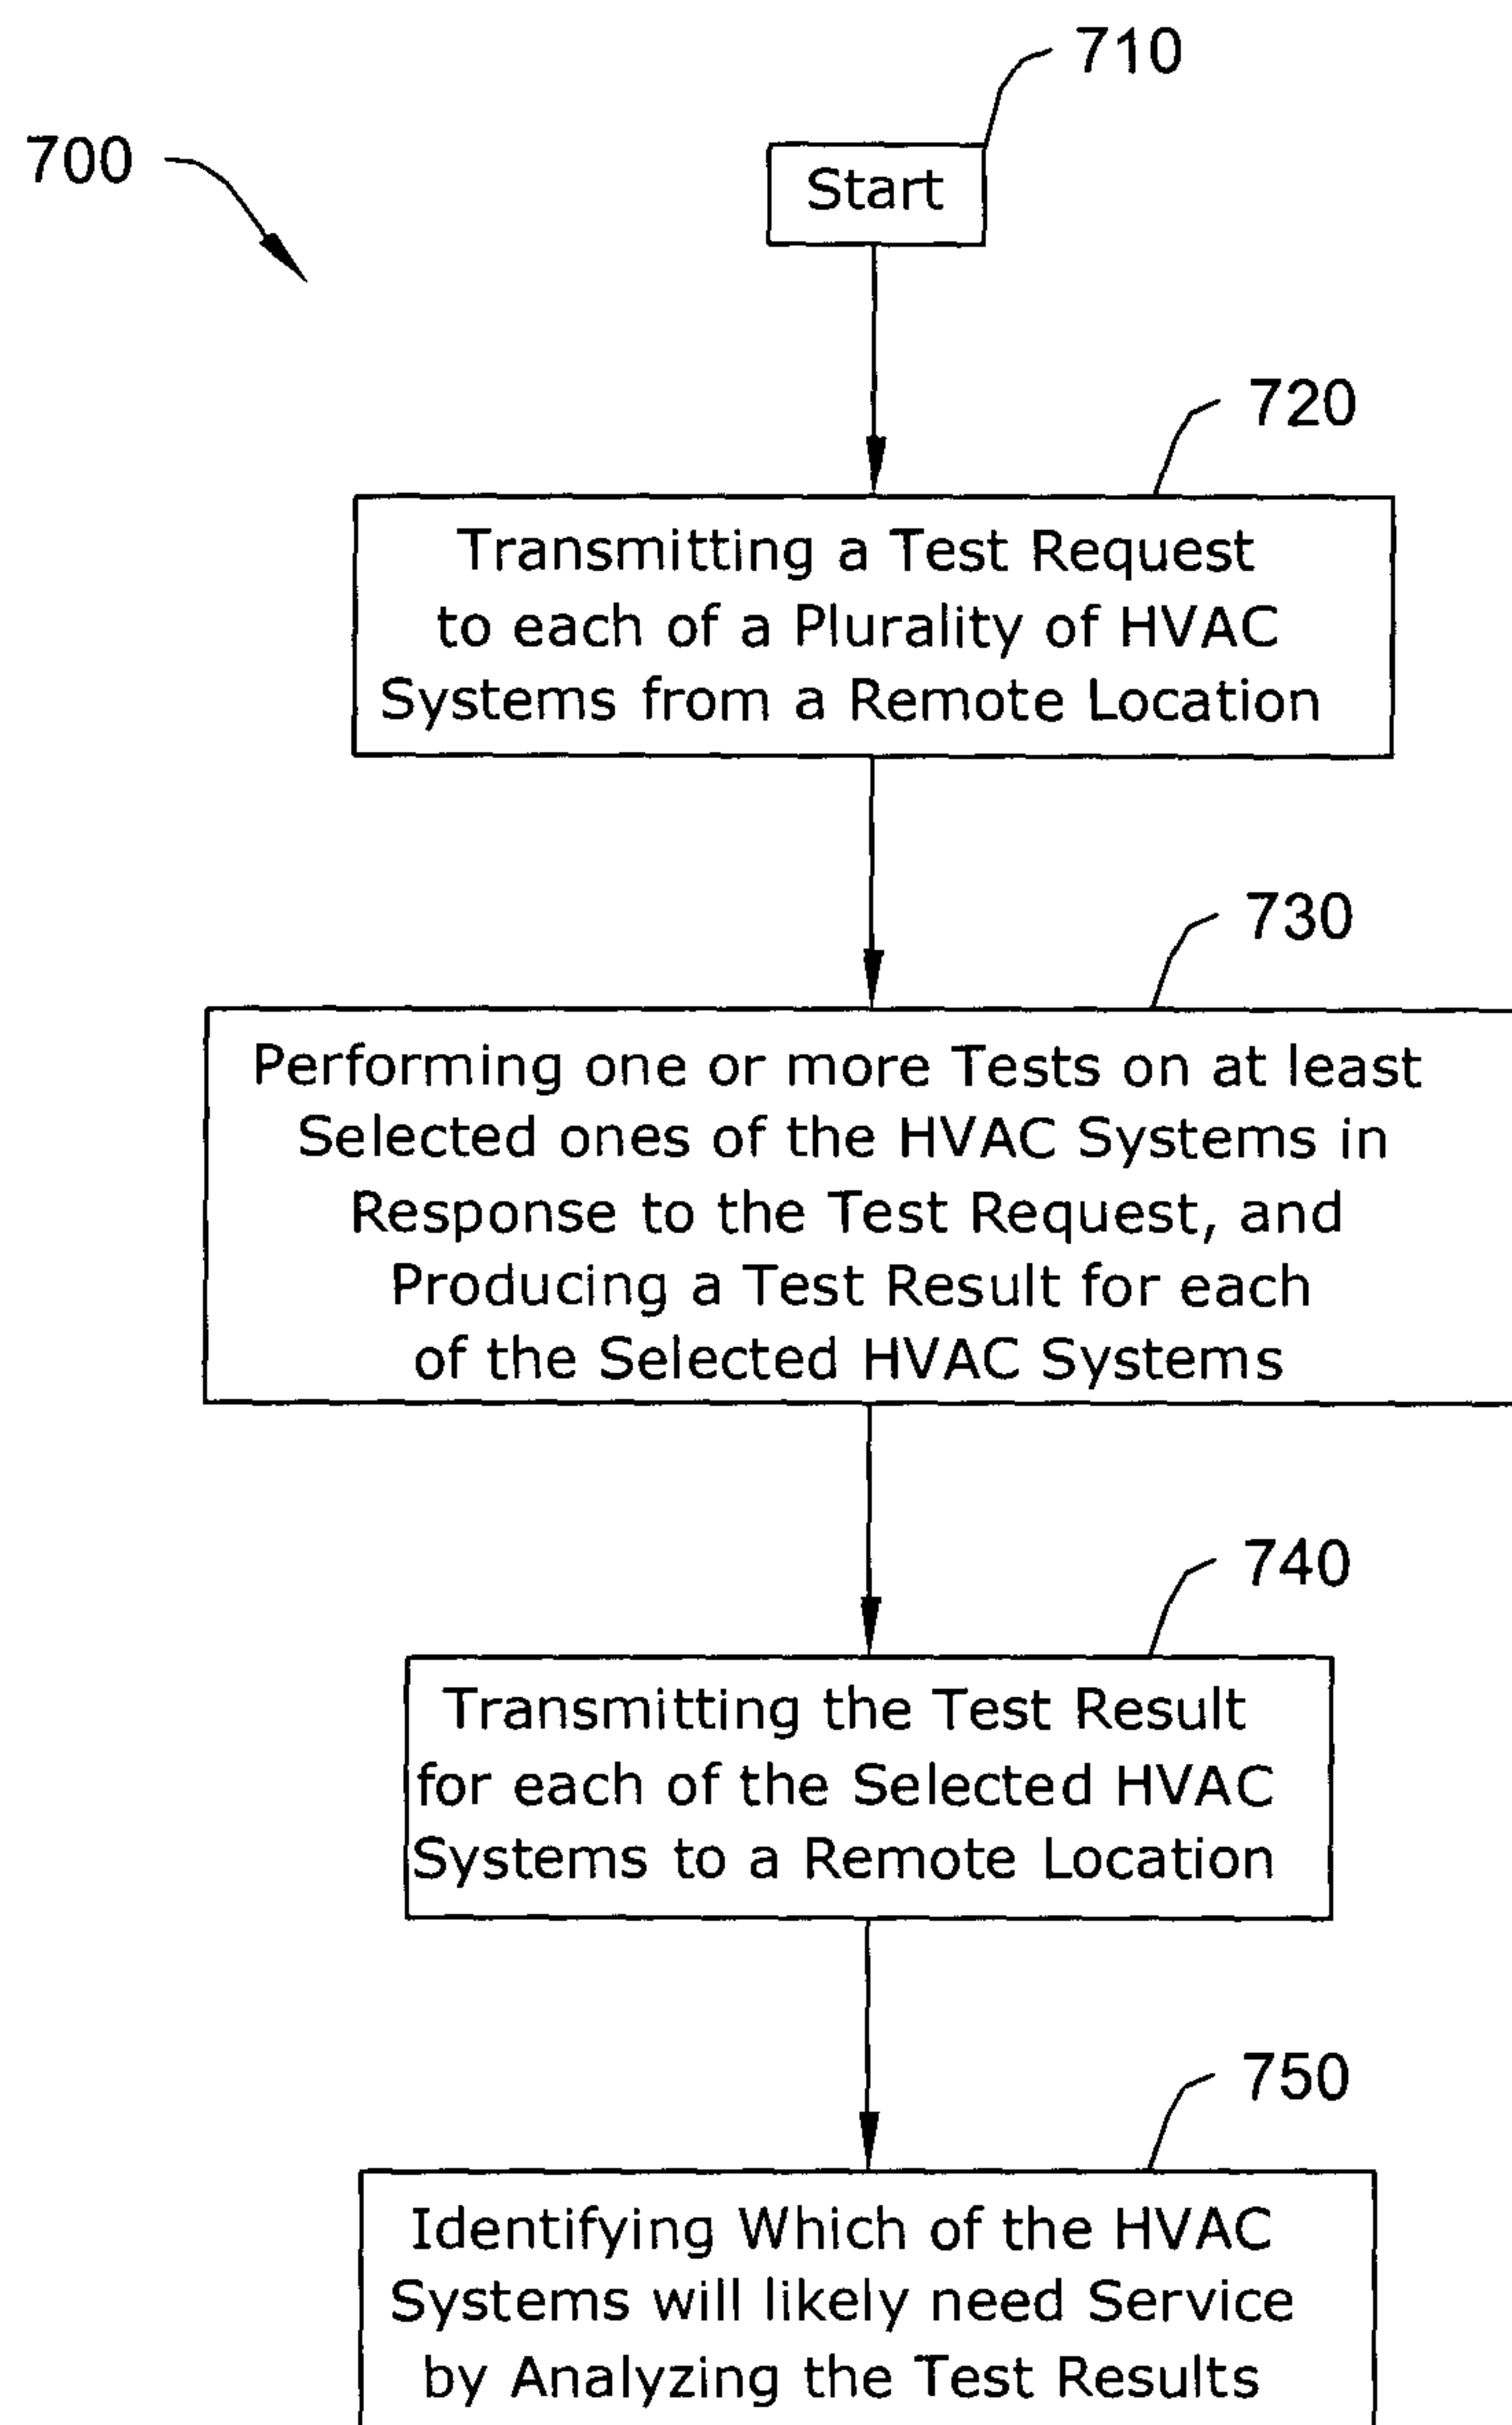 710
700
Start
720
Transmitting a Test Request
to each of a Plurality of HVAC
Systems from a Remote Location
730
Performing one or more Tests on at least
Selected ones of the HVAC Systems in
Response to the Test Request, and
Producing a Test Result for each
of the Selected HVAC Systems
740
Transmitting the Test Result
for each of the Selected HVAC
Systems to a Remote Location
750
Identifying Which of the HVAC
Systems will likely need Service
by Analyzing the Test Results